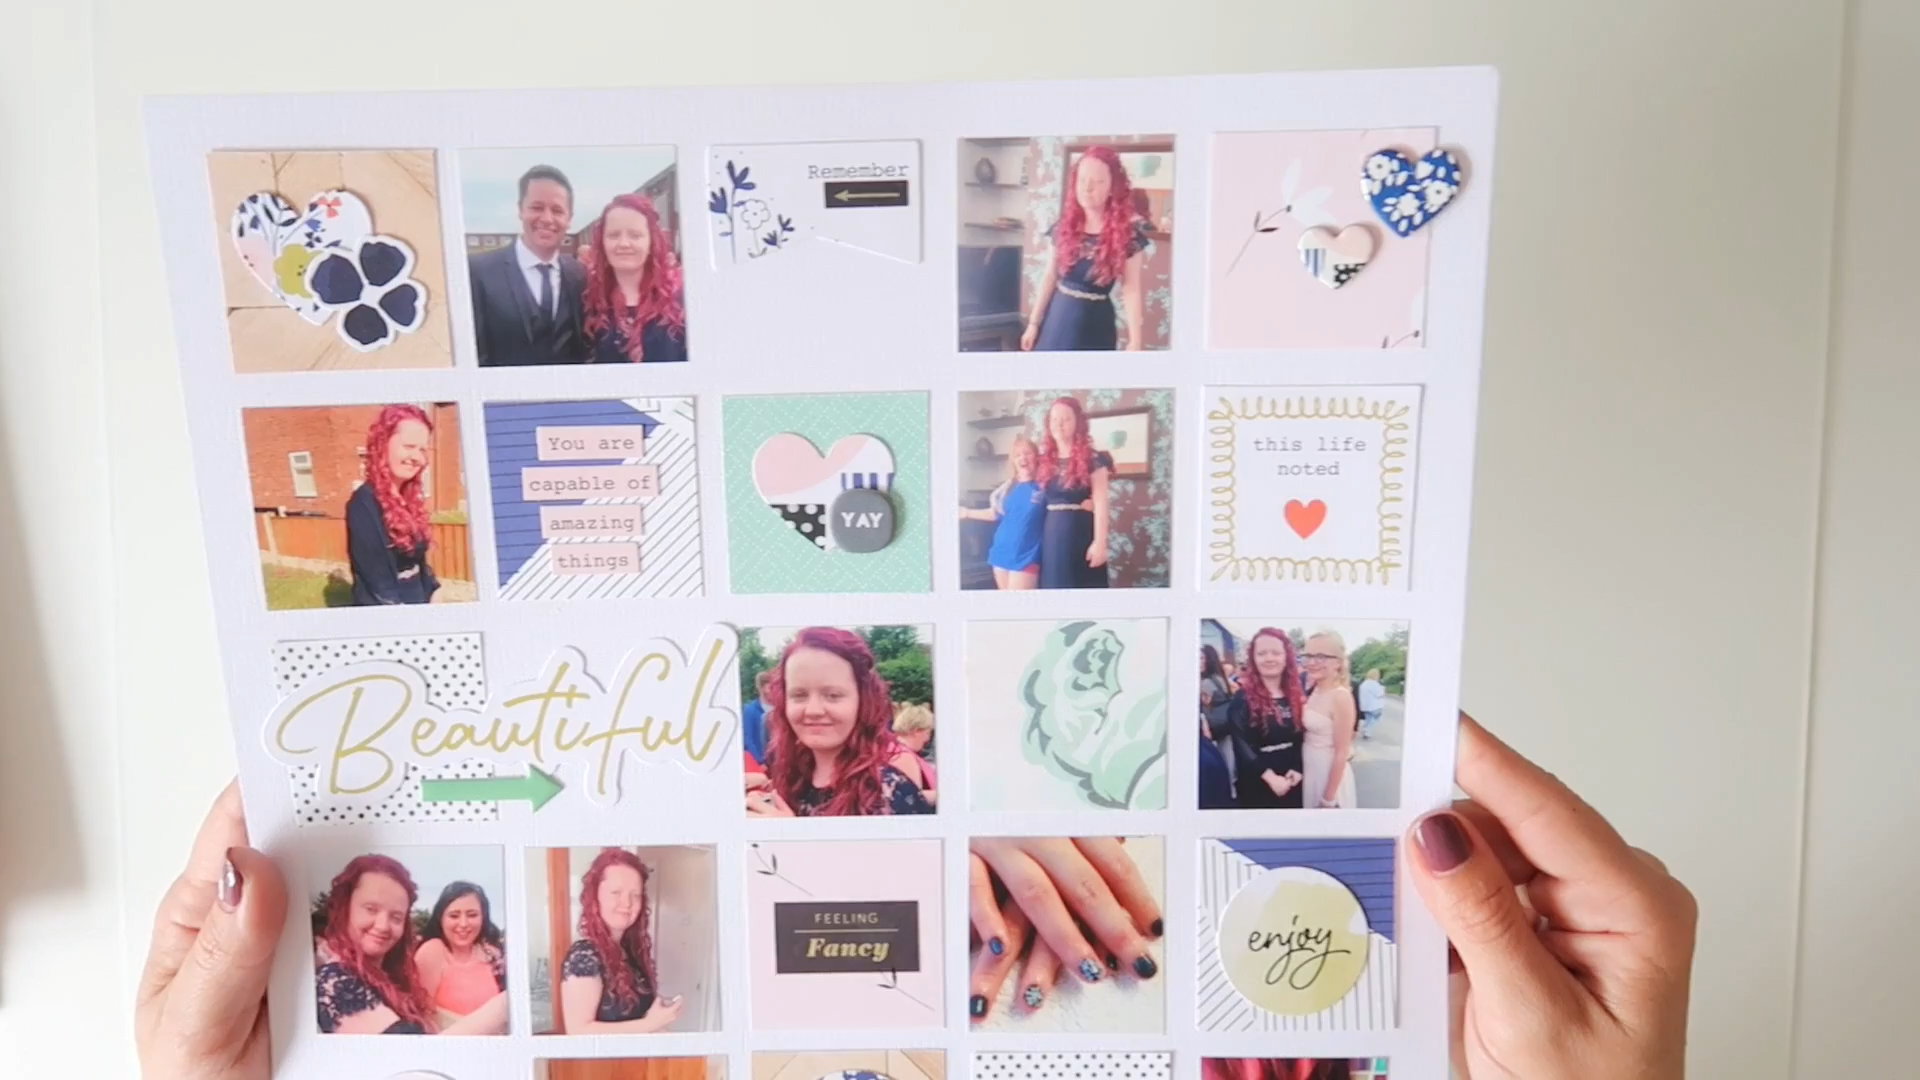 Remember
You are
capable of
amazing
things
YAY
this life
noted
Beautiful
FEELING
Fancy
enjoy